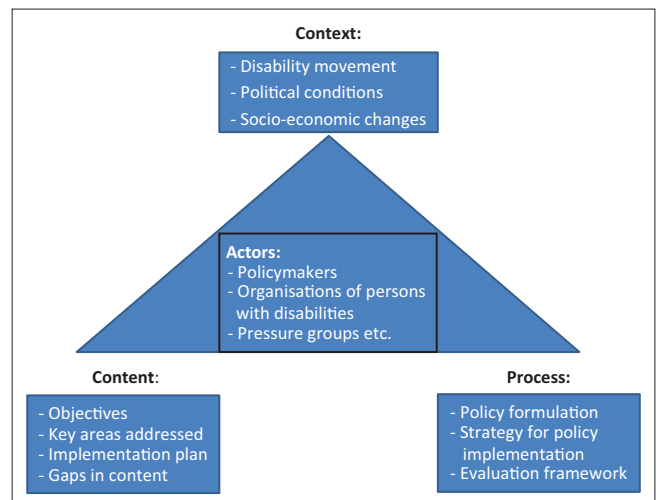 Context:
- Disability movement
- Political conditions
- Socio-economic changes
Actors:
- Policymakers
- Organisations of persons
with disabilities
- Pressure groups etc.
Content:
- Objectives
- Key areas addressed
- Implementation plan
- Gaps in content
Process:
- Policy formulation
- Strategy for policy
implementation
- Evaluation framework